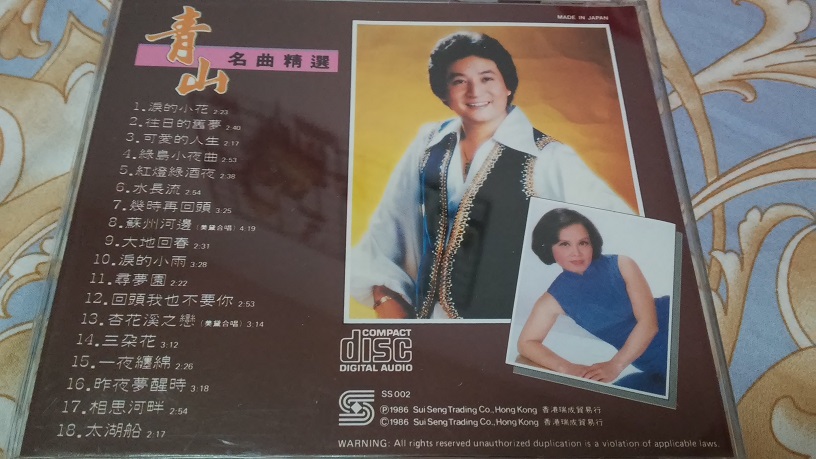 MADE IN JAPAN
青山
名曲精選
1.淚的小花 2:23
2.往日的舊夢 2:40
3.可愛的人生 2:17
4.綠島小夜曲 2:53
5.紅燈綠酒夜 2:38
6.水長流 2:54
7.幾時再回頭 3:25
8.蘇州河邊(美黛合唱) 4:19
9.大地回春 2:31
10.淚的小雨 3:28
11.尋夢園 2:22
12.回頭我也不要你 2:53
13.杏花溪之戀(美黛合唱) 3:14
14.三朵花 3:12
15.一夜纏綿 2:26
16.昨夜夢醒時 3:18
17.相思河畔 2:54
18.太湖船 2:17
COMPACT
disc
DIGITAL AUDIO
SS 002
Ⓟ1986 Sui Seng Trading Co., Hong Kong 香港瑞成貿易行
©1986 Sui Seng Trading Co., Hong Kong 香港瑞成貿易行
WARNING: All rights reserved unauthorized duplication is a violation of applicable laws.